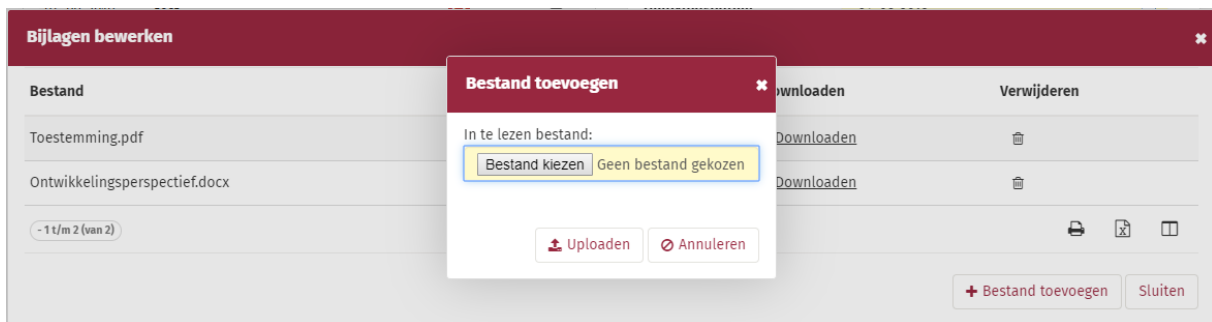 Bijlagen bewerken
Bestand toevoegen
Bestand
Verwijderen
In te lezen bestand:
Toestemming.pdf
Downloaden
Bestand kiezen Geen bestand gekozen
Ontwikkelingsperspectief.docx
Downloaden
- 1 t/m 2 (van 2)
Uploaden
Annuleren
+ Bestand toevoegen
Sluiten